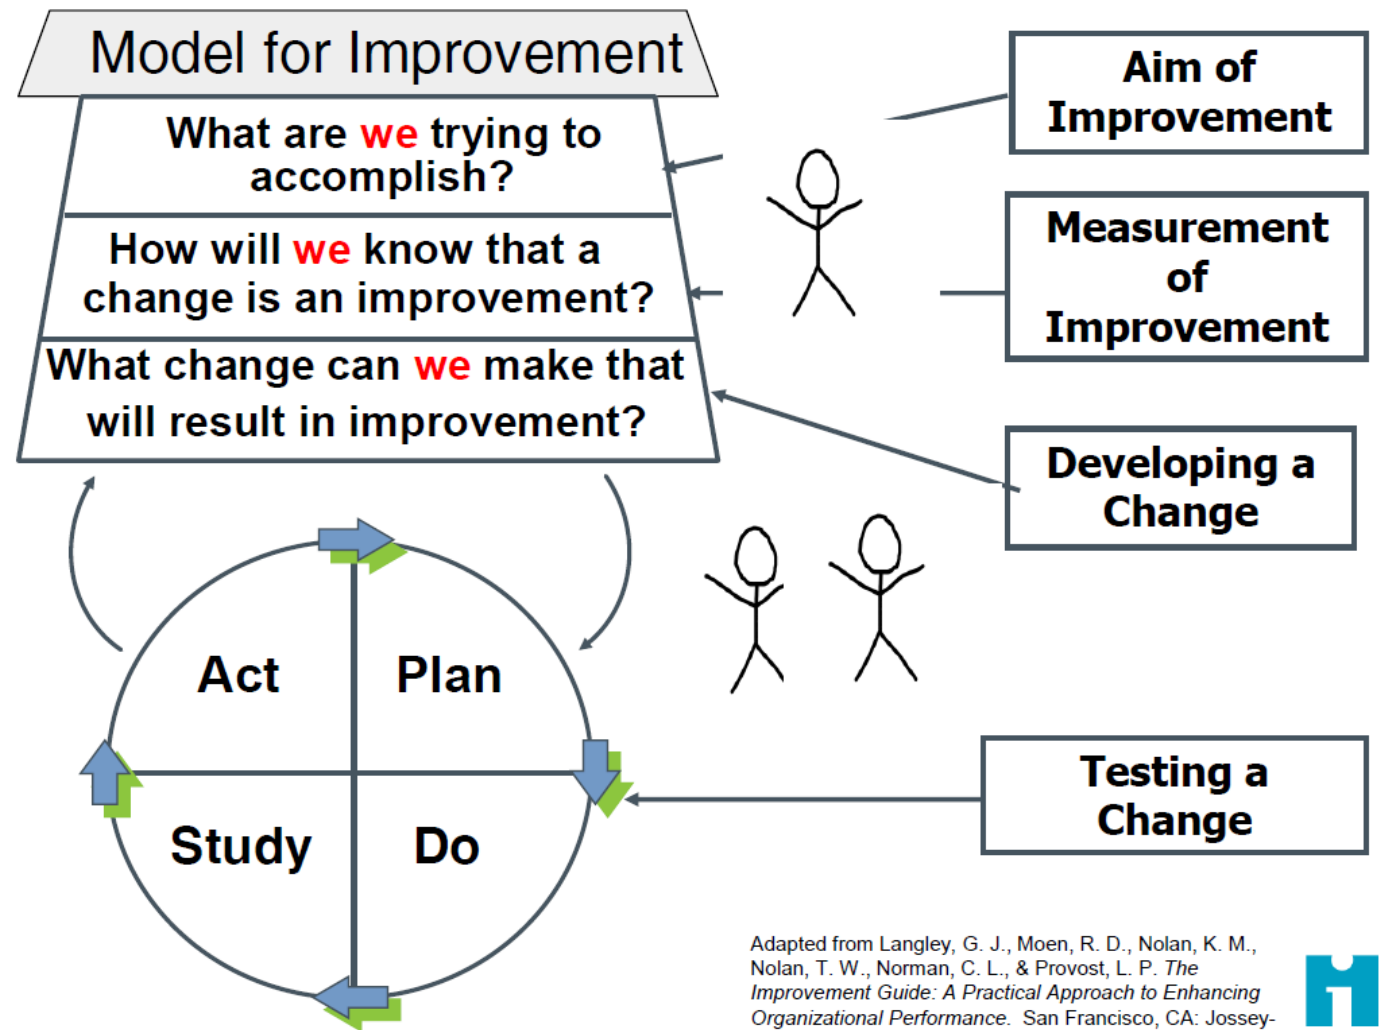 Model for Improvement
What are we trying to
accomplish?
How will we know that a
change is an improvement?
What change can we make that
will result in improvement?
Aim of
Improvement
Measurement
of
Improvement
Developing a
Change
Act
Plan
Study
Do
Testing a
Change
Adapted from Langley, G. J., Moen, R. D., Nolan, K. M.,
Nolan, T. W., Norman, C. L., & Provost, L. P. The
Improvement Guide: A Practical Approach to Enhancing
Organizational Performance. San Francisco, CA: Jossey-